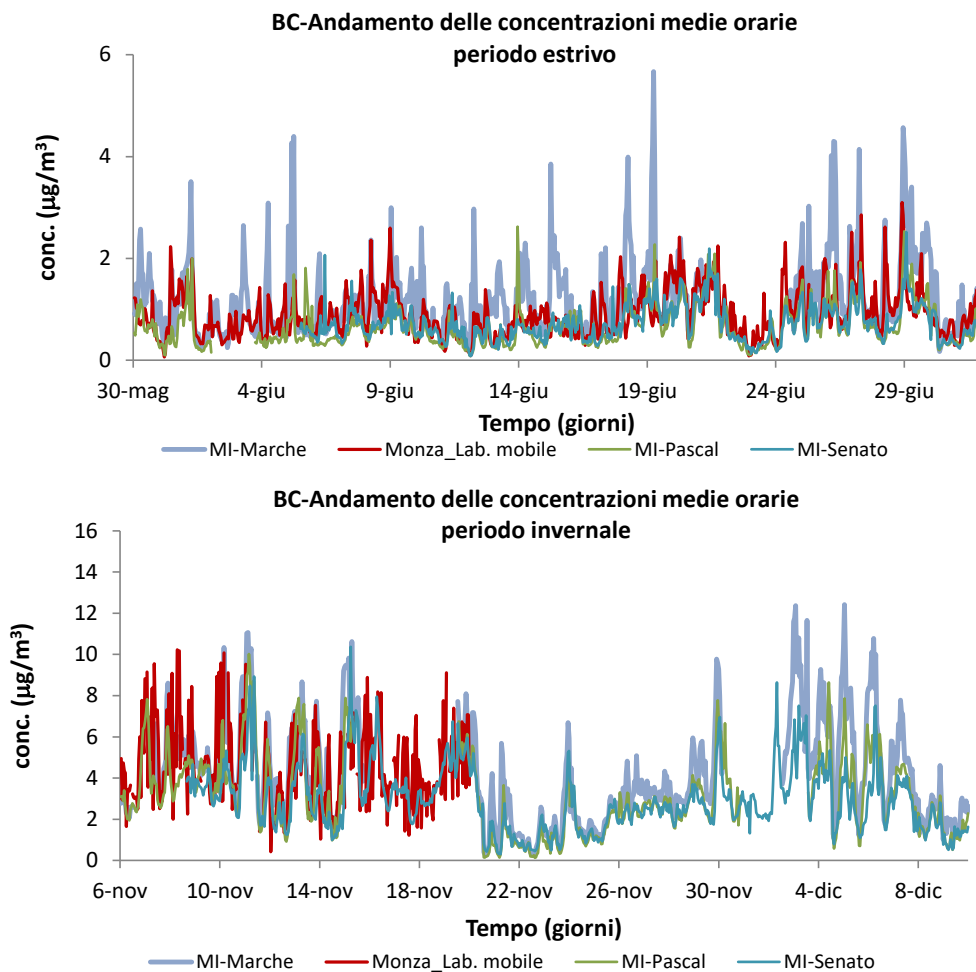 BC-Andamento delle concentrazioni medie orarie
periodo estrivo
6
4
2
0
conc. (µg/m³)
30-mag 4-giu 9-giu 14-giu 19-giu 24-giu 29-giu
Tempo (giorni)
MI-Marche Monza_Lab. mobile MI-Pascal MI-Senato
BC-Andamento delle concentrazioni medie orarie
periodo invernale
16
14
12
10
8
6
4
2
0
conc. (µg/m³)
6-nov 10-nov 14-nov 18-nov 22-nov 26-nov 30-nov 4-dic 8-dic
Tempo (giorni)
MI-Marche Monza_Lab. mobile MI-Pascal MI-Senato